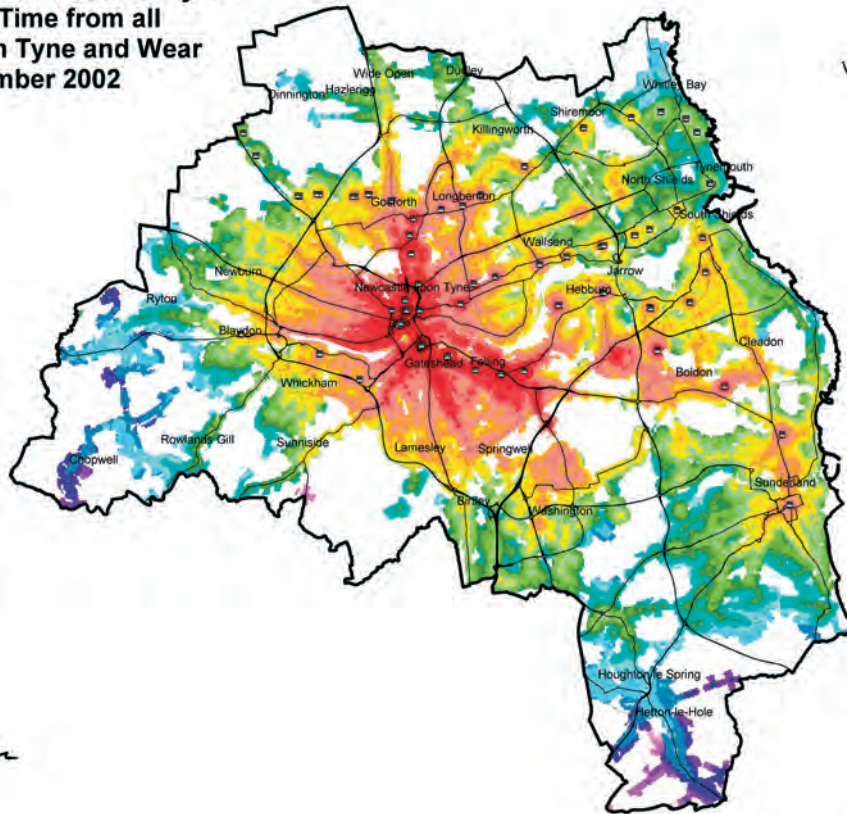 Time from all
Tyne and Wear
mber 2002
Wide Open
Dudley
Whitley Bay
Dinnington
Hazlerigg
Shiremoor
Killingworth
Tynemouth
North Shields
Gosforth
Longbenton
South Shields
Wallsend
Jarrow
Newburn
Newcastle Upon Tyne
Hebburn
Ryton
Blaydon
Cleadon
Gateshead
Felling
Boldon
Whickham
Rowlands Gill
Sunniside
Lamesley
Springwell
Chopwell
Sunderland
Birtley
Washington
Houghton le Spring
Hetton-le-Hole